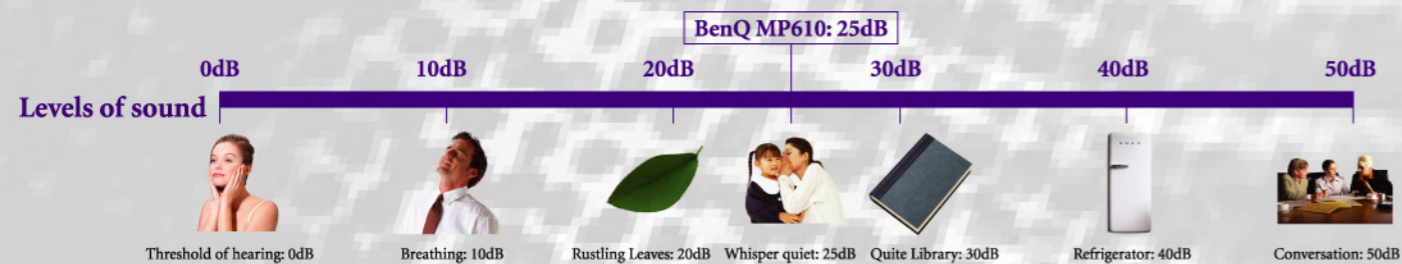 BenQ MP610: 25dB
0dB 10dB 20dB 30dB 40dB 50dB
Levels of sound
Threshold of hearing: 0dB Breathing: 10dB Rustling Leaves: 20dB Whisper quiet: 25dB Quite Library: 30dB Refrigerator: 40dB Conversation: 50dB